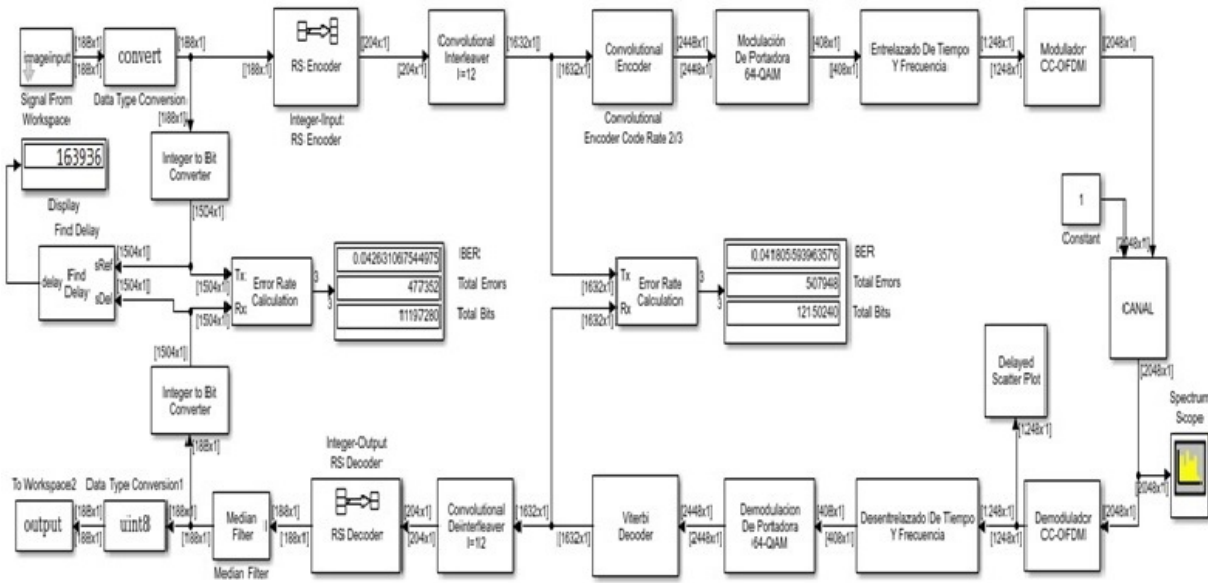 imageinput
[188x1]
[188x1]
Signal From
Workspace
convert
Data Type Conversion
[188x1]
[188x1]
RS Encoder
Integer-Input
RS Encoder
[204x1]
[204x1]
Convolutional
Interleaver
I=12
[1632x1]
[1632x1]
Convolutional
Encoder
Convolutional
Encoder Code Rate 2/3
[2448x1]
[2448x1]
Modulación
De Portadora
64-QAM
[408x1]
[408x1]
Entrelazado De Tiempo
Y Frecuencia
[1248x1]
[1248x1]
Modulador
CC-OFDM
[2048x1]
[188x1]
Integer to Bit
Converter
[1504x1]
163936
Display
Find Delay
delay
Find
Delay
sRef
sDel
[1504x1]
[1504x1]
Tx
Rx
[1504x1]
[1504x1]
Error Rate
Calculation
3
3
0.042631067544975
477352
11197280
BER
Total Errors
Total Bits
Tx
Rx
[1632x1]
[1632x1]
Error Rate
Calculation
3
3
0.041805593963576
507948
12150240
BER
Total Errors
Total Bits
1
Constant
[2048x1]
CANAL
[2048x1]
Spectrum
Scope
[2048x1]
Delayed
Scatter Plot
[1248x1]
[1504x1]
Integer to Bit
Converter
[188x1]
To Workspace2
output
[188x1]
[188x1]
Data Type Conversion1
uint8
[188x1]
[188x1]
Median
Filter
Median Filter
[188x1]
[188x1]
Integer-Output
RS Decoder
RS Decoder
[204x1]
[204x1]
Convolutional
Deinterleaver
I=12
[1632x1]
[1632x1]
Viterbi
Decoder
[2448x1]
[2448x1]
Demodulacion
De Portadora
64-QAM
[408x1]
[408x1]
Desentrelazado De Tiempo
Y Frecuencia
[1248x1]
[1248x1]
Demodulador
CC-OFDM
[2048x1]